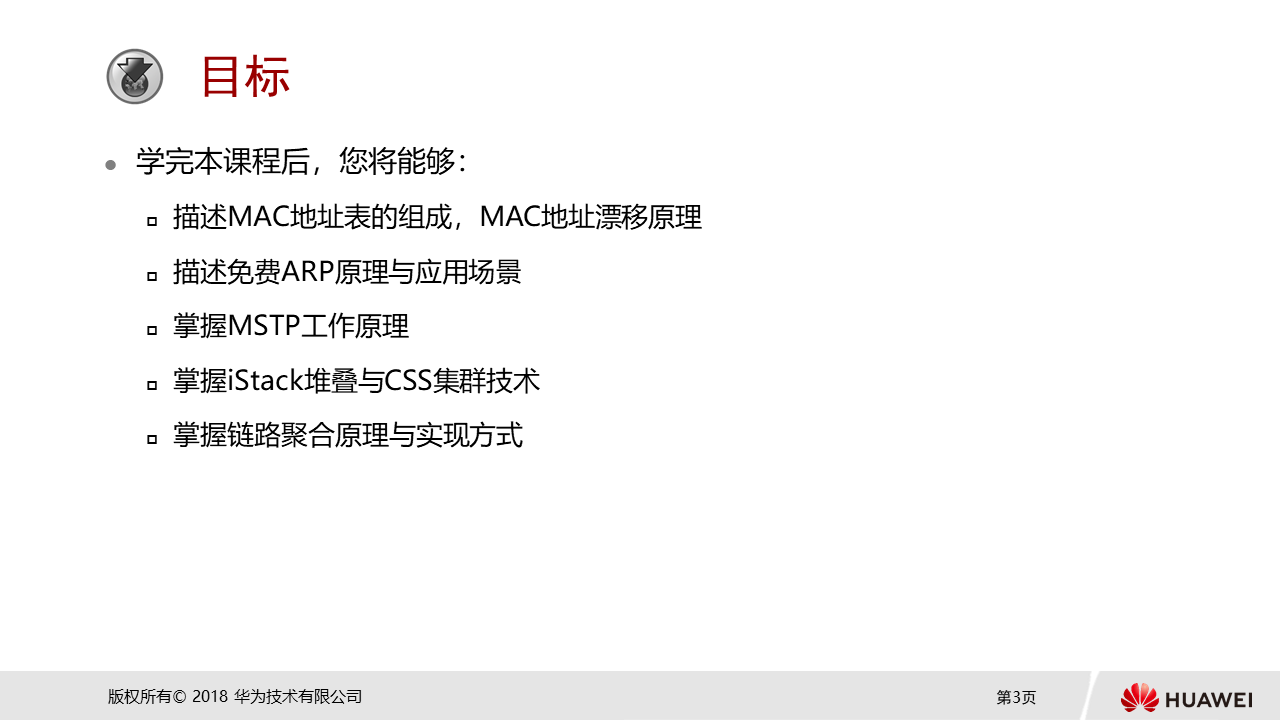 目标
学完本课程后，您将能够：
描述MAC地址表的组成，MAC地址漂移原理
描述免费ARP原理与应用场景
掌握MSTP工作原理
掌握iStack堆叠与CSS集群技术
掌握链路聚合原理与实现方式
版权所有© 2018 华为技术有限公司
第3页
HUAWEI